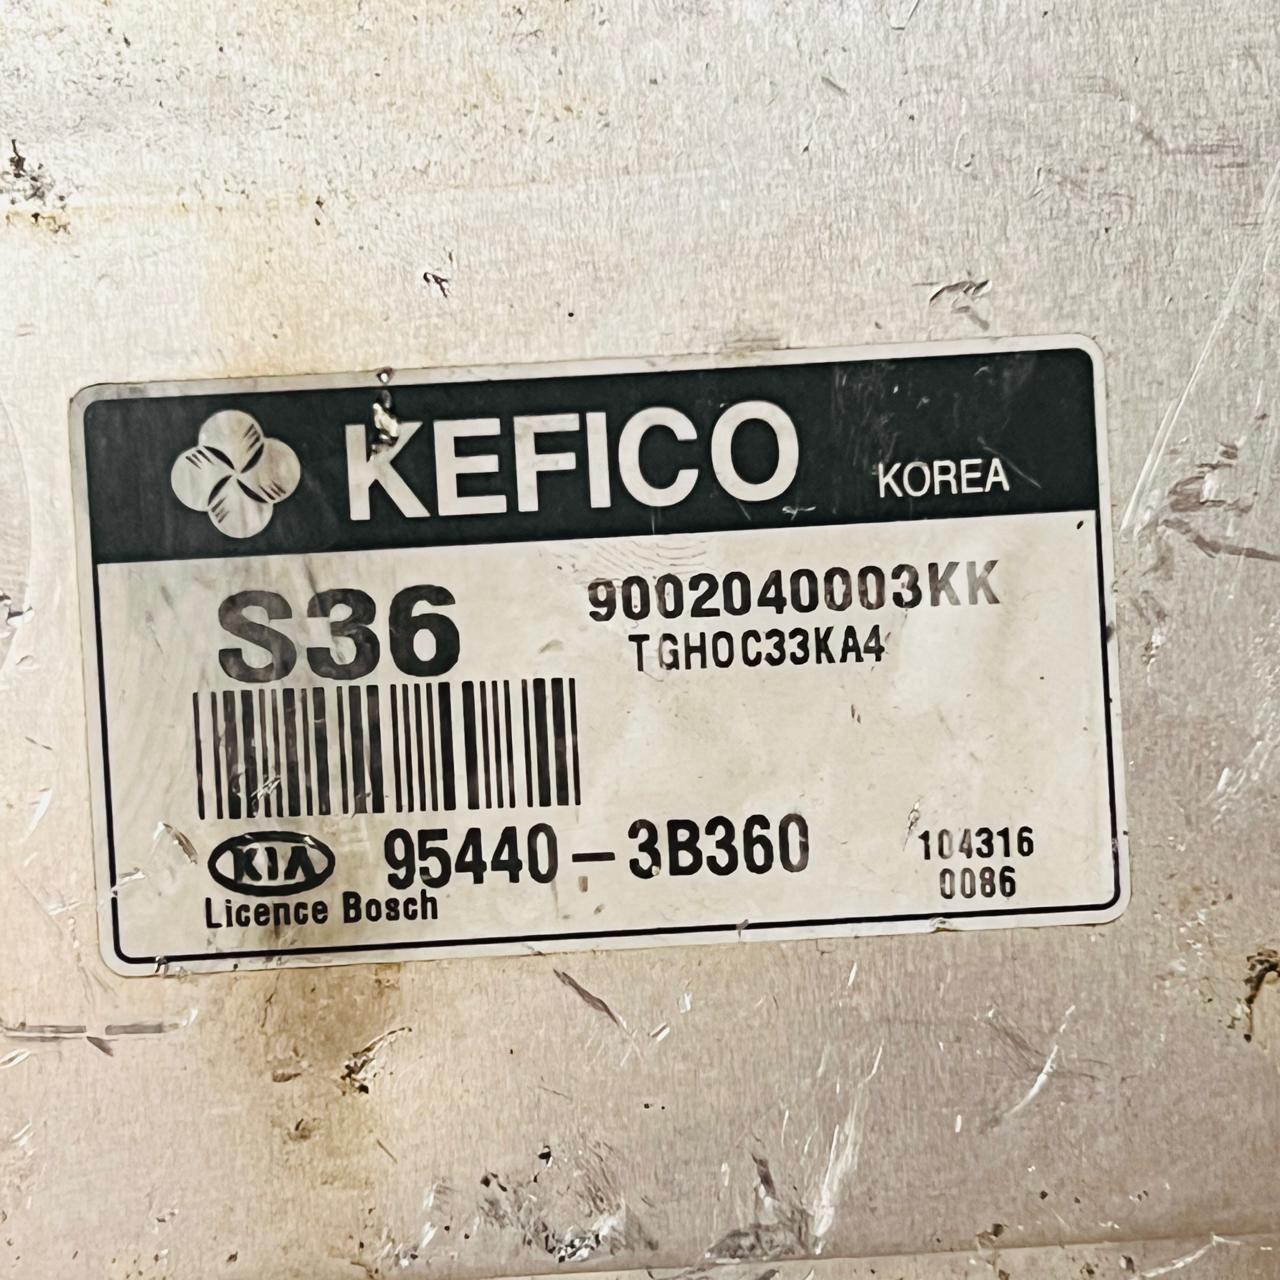 KEFICO KOREA
S36 9002040003KK
TGHOC33KA4
KIA 95440-3B360 104316
Licence Bosch 0086